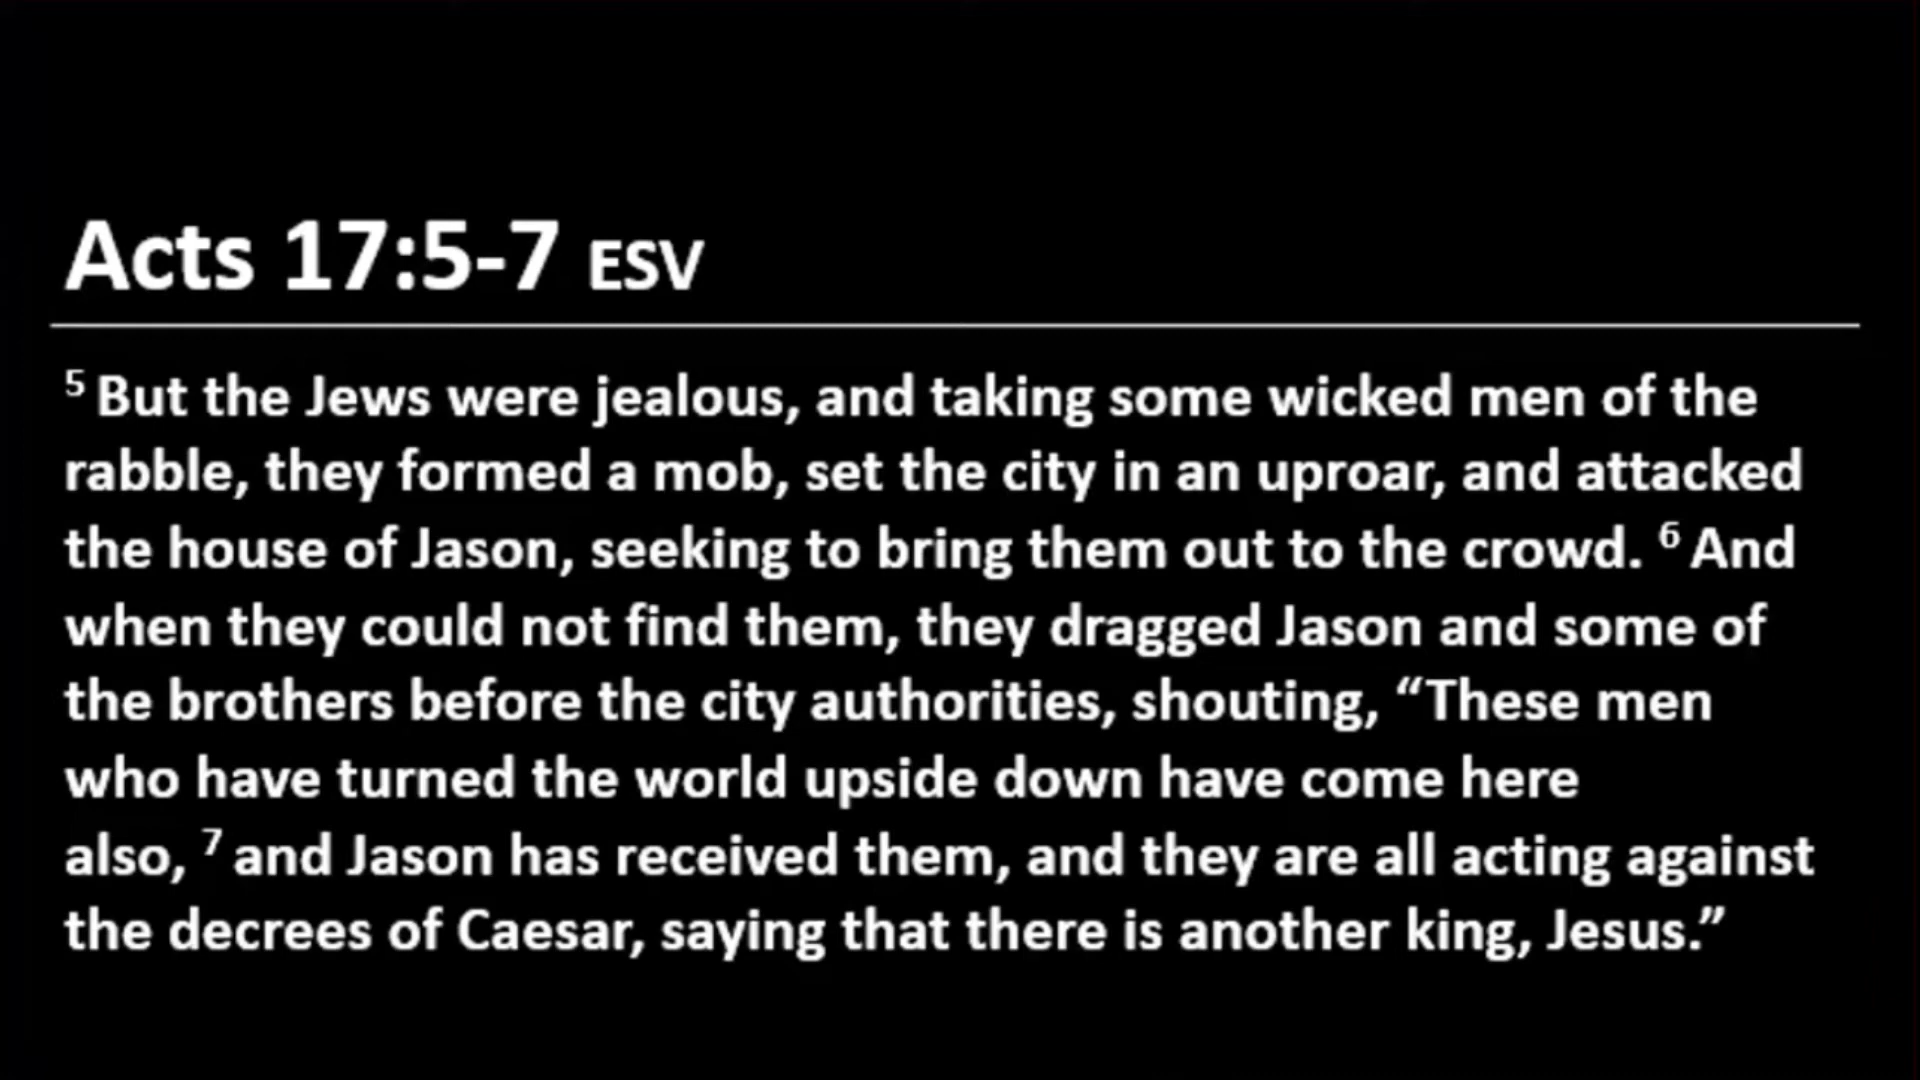 Acts 17:5-7 ESV
⁵ But the Jews were jealous, and taking some wicked men of the
rabble, they formed a mob, set the city in an uproar, and attacked
the house of Jason, seeking to bring them out to the crowd. ⁶ And
when they could not find them, they dragged Jason and some of
the brothers before the city authorities, shouting, “These men
who have turned the world upside down have come here
also, ⁷ and Jason has received them, and they are all acting against
the decrees of Caesar, saying that there is another king, Jesus.”